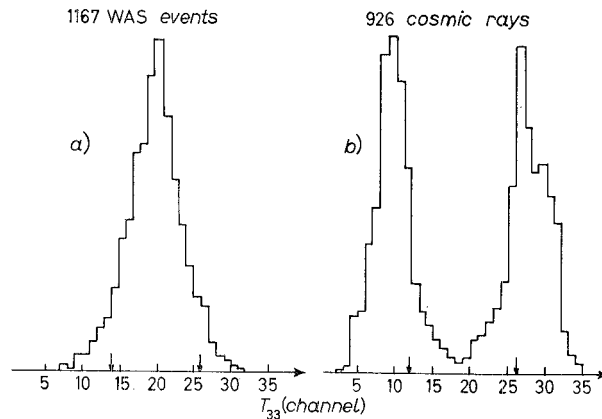 1167 WAS events
926 cosmic rays
a)
b)
5 10 15 20 25 30
5 10 15 20 25 30 35
T33 (channel)